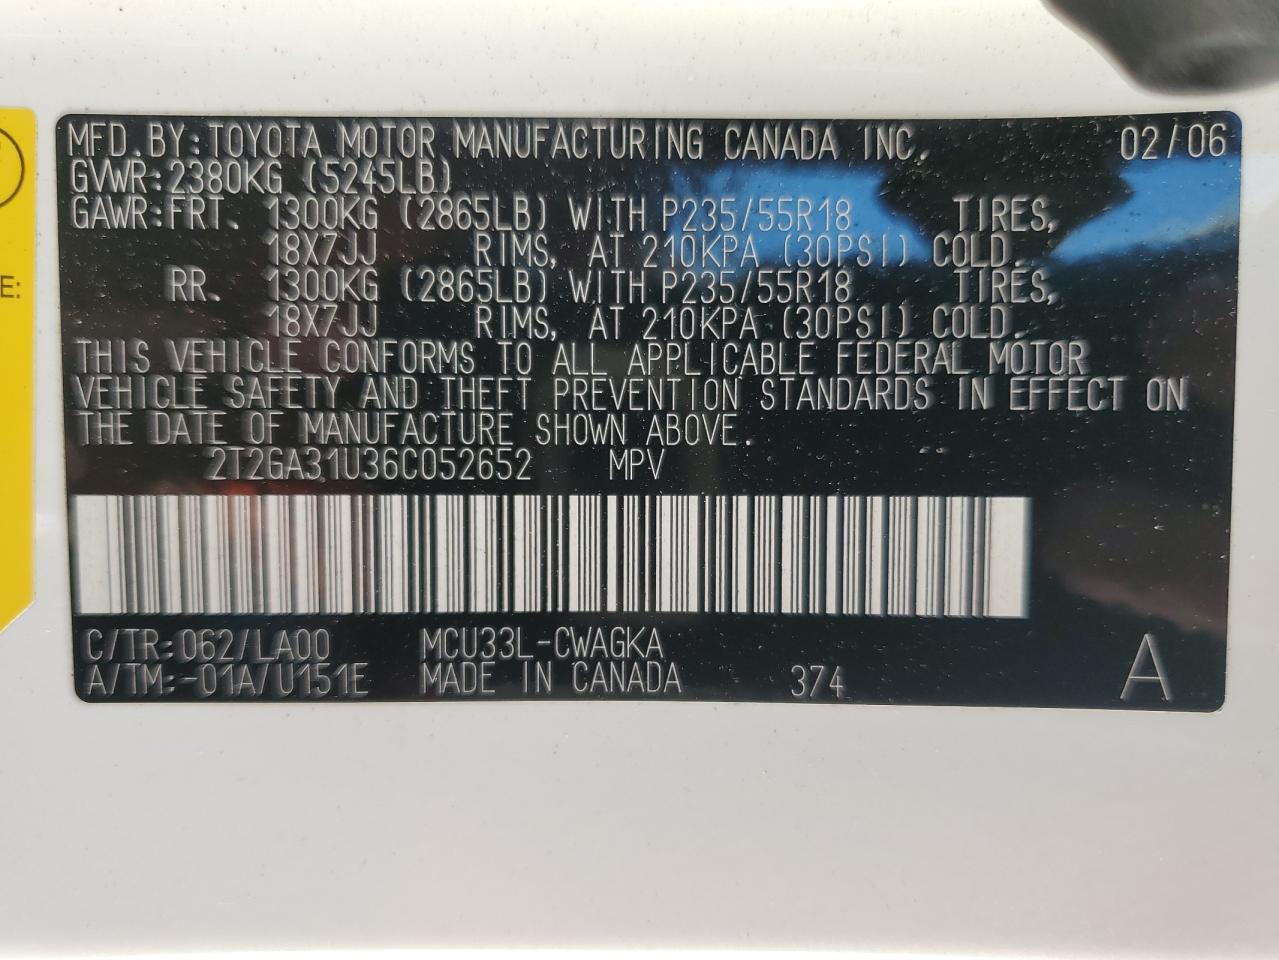 MFD.BY:TOYOTA MOTOR MANUFACTURING CANADA INC. 02/06
GVWR:2380KG (5245LB)
GAWR:FRT. 1300KG (2865LB) WITH P235/55R18 TIRES,
18X7JJ RIMS, AT 210KPA (30PSI) COLD.
RR. 1300KG (2865LB) WITH P235/55R18 TIRES,
18X7JJ RIMS, AT 210KPA (30PSI) COLD.
THIS VEHICLE CONFORMS TO ALL APPLICABLE FEDERAL MOTOR
VEHICLE SAFETY AND THEFT PREVENTION STANDARDS IN EFFECT ON
THE DATE OF MANUFACTURE SHOWN ABOVE.
2T2GA31U36C052652 MPV
C/TR:062/LA00 MCU33L-CWAGKA
A/TM:-01A/U151E MADE IN CANADA 374 A
E: